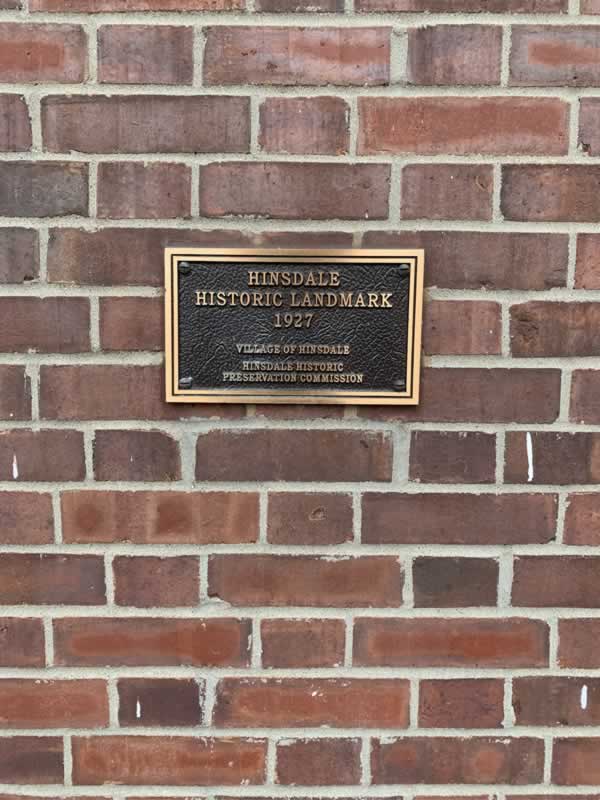 HINSDALE
HISTORIC LANDMARK
1927
VILLAGE OF HINSDALE
HINSDALE HISTORIC
PRESERVATION COMMISSION